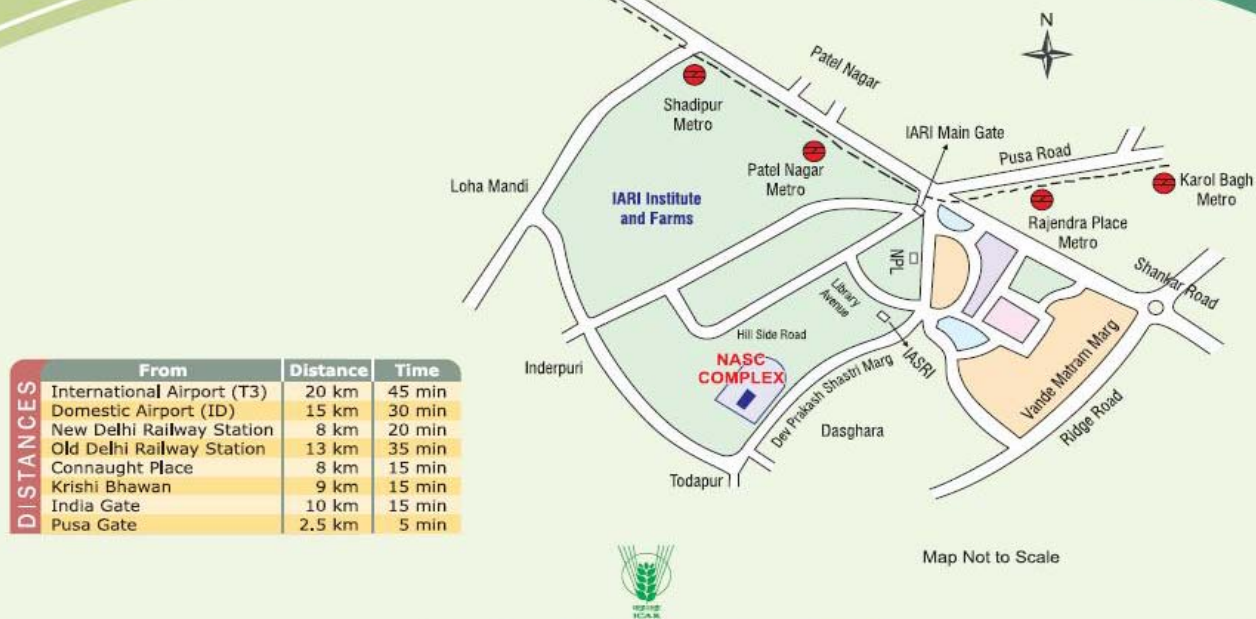 N
Patel Nagar
Shadipur
Metro
IARI Main Gate
Pusa Road
Patel Nagar
Metro
Karol Bagh
Metro
Loha Mandi
IARI Institute
and Farms
Rajendra Place
Metro
NPL
Shankar Road
Library
Avenue
Hill Side Road
IASRI
NASC
COMPLEX
Inderpuri
Dev Prakash Shastri Marg
Vande Matram Marg
Ridge Road
Dasghara
Todapur
DISTANCES
From Distance Time
International Airport (T3) 20 km 45 min
Domestic Airport (ID) 15 km 30 min
New Delhi Railway Station 8 km 20 min
Old Delhi Railway Station 13 km 35 min
Connaught Place 8 km 15 min
Krishi Bhawan 9 km 15 min
India Gate 10 km 15 min
Pusa Gate 2.5 km 5 min
Map Not to Scale
ICAR